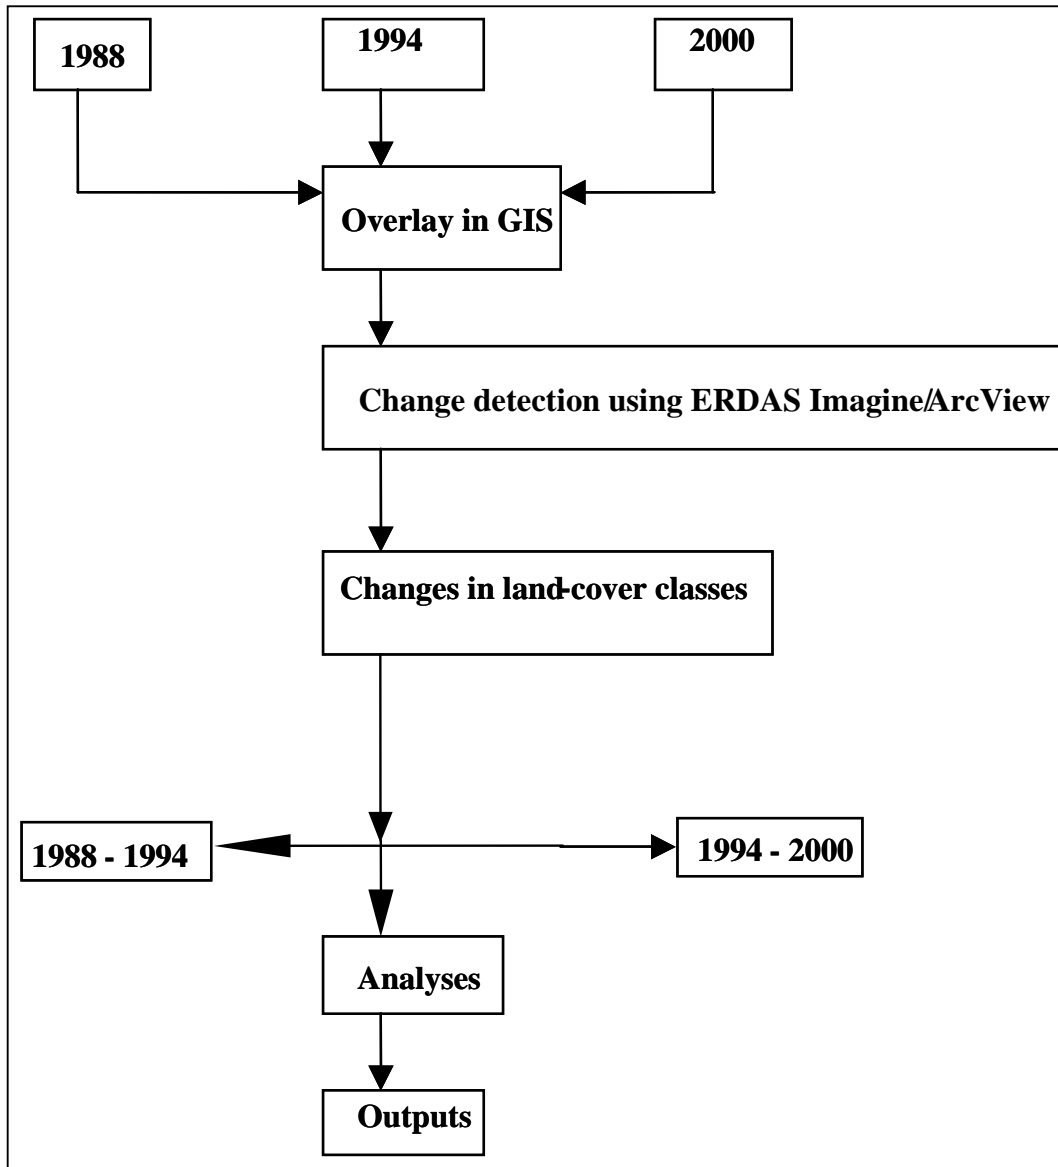 1988
1994
2000
Overlay in GIS
Change detection using ERDAS Imagine/ArcView
Changes in land-cover classes
1988 - 1994
1994 - 2000
Analyses
Outputs